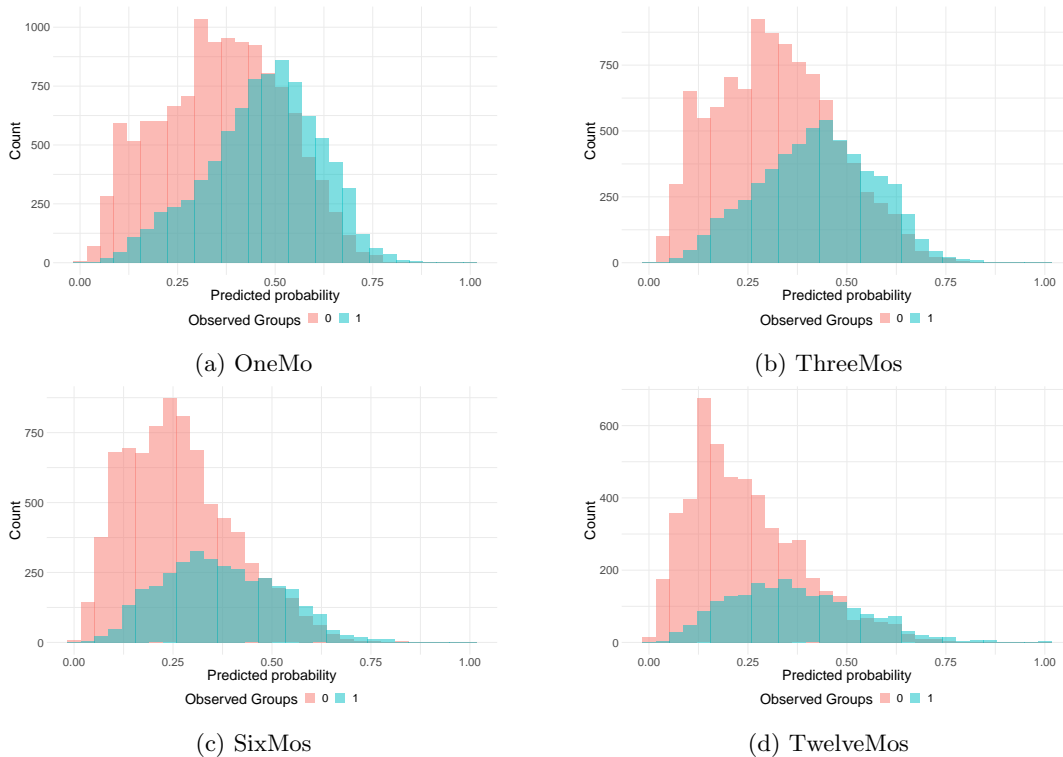 1000
750
500
250
0
Count
0.00 0.25 0.50 0.75 1.00
Predicted probability
Observed Groups 0 1
(a) OneMo
750
500
250
0
Count
0.00 0.25 0.50 0.75 1.00
Predicted probability
Observed Groups 0 1
(b) ThreeMos
750
500
250
0
Count
0.00 0.25 0.50 0.75 1.00
Predicted probability
Observed Groups 0 1
(c) SixMos
600
400
200
0
Count
0.00 0.25 0.50 0.75 1.00
Predicted probability
Observed Groups 0 1
(d) TwelveMos